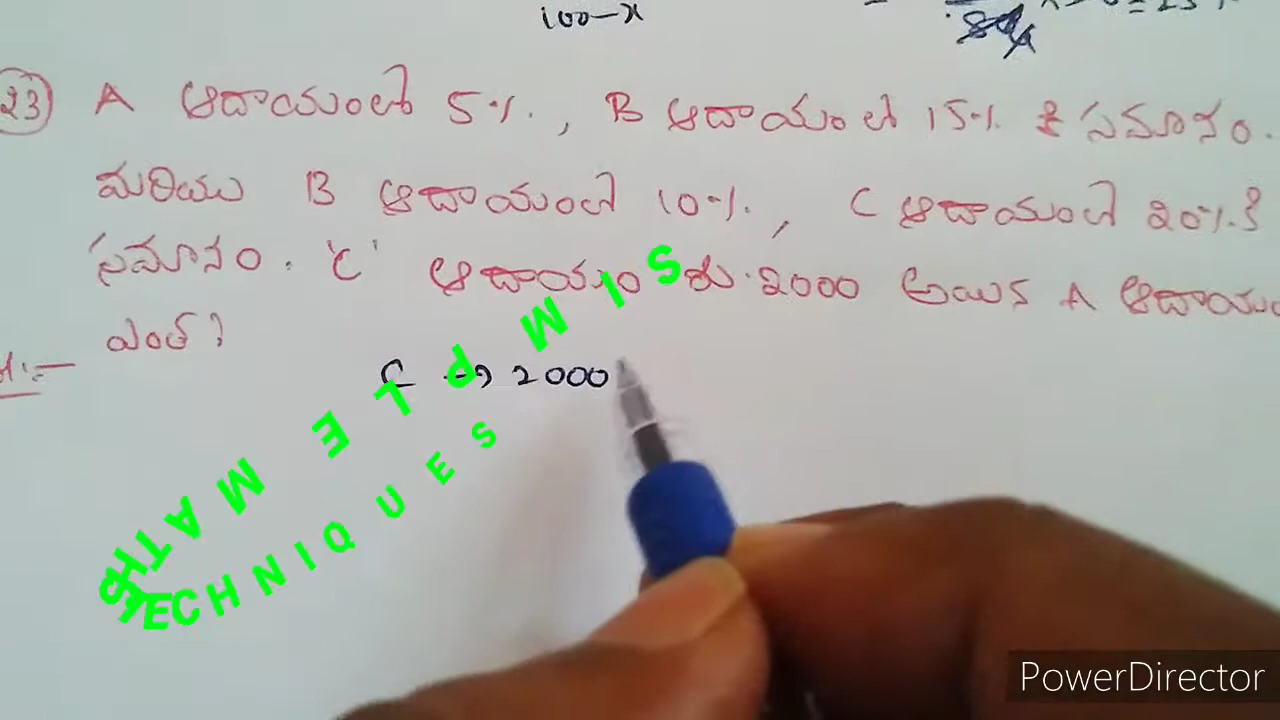 100-x
23) A ఆదాయంలో 5%., B ఆదాయంలో 15% కి సమానం.
మరియు B ఆదాయంలో 10%., C ఆదాయంలో 20% కి
సమానం. 'C' ఆదాయం రు. 2000 అయిన A ఆదాయం
ఎంత?
C → 2000
SIMPLE MATHS
TECHNIQUES
PowerDirector